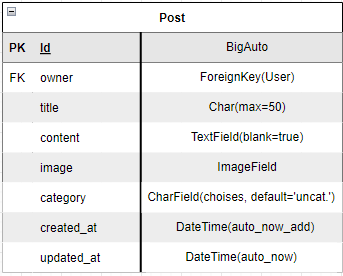 Post
PK Id BigAuto
FK owner ForeignKey(User)
title Char(max=50)
content TextField(blank=true)
image ImageField
category CharField(choises, default='uncat.')
created_at DateTime(auto_now_add)
updated_at DateTime(auto_now)